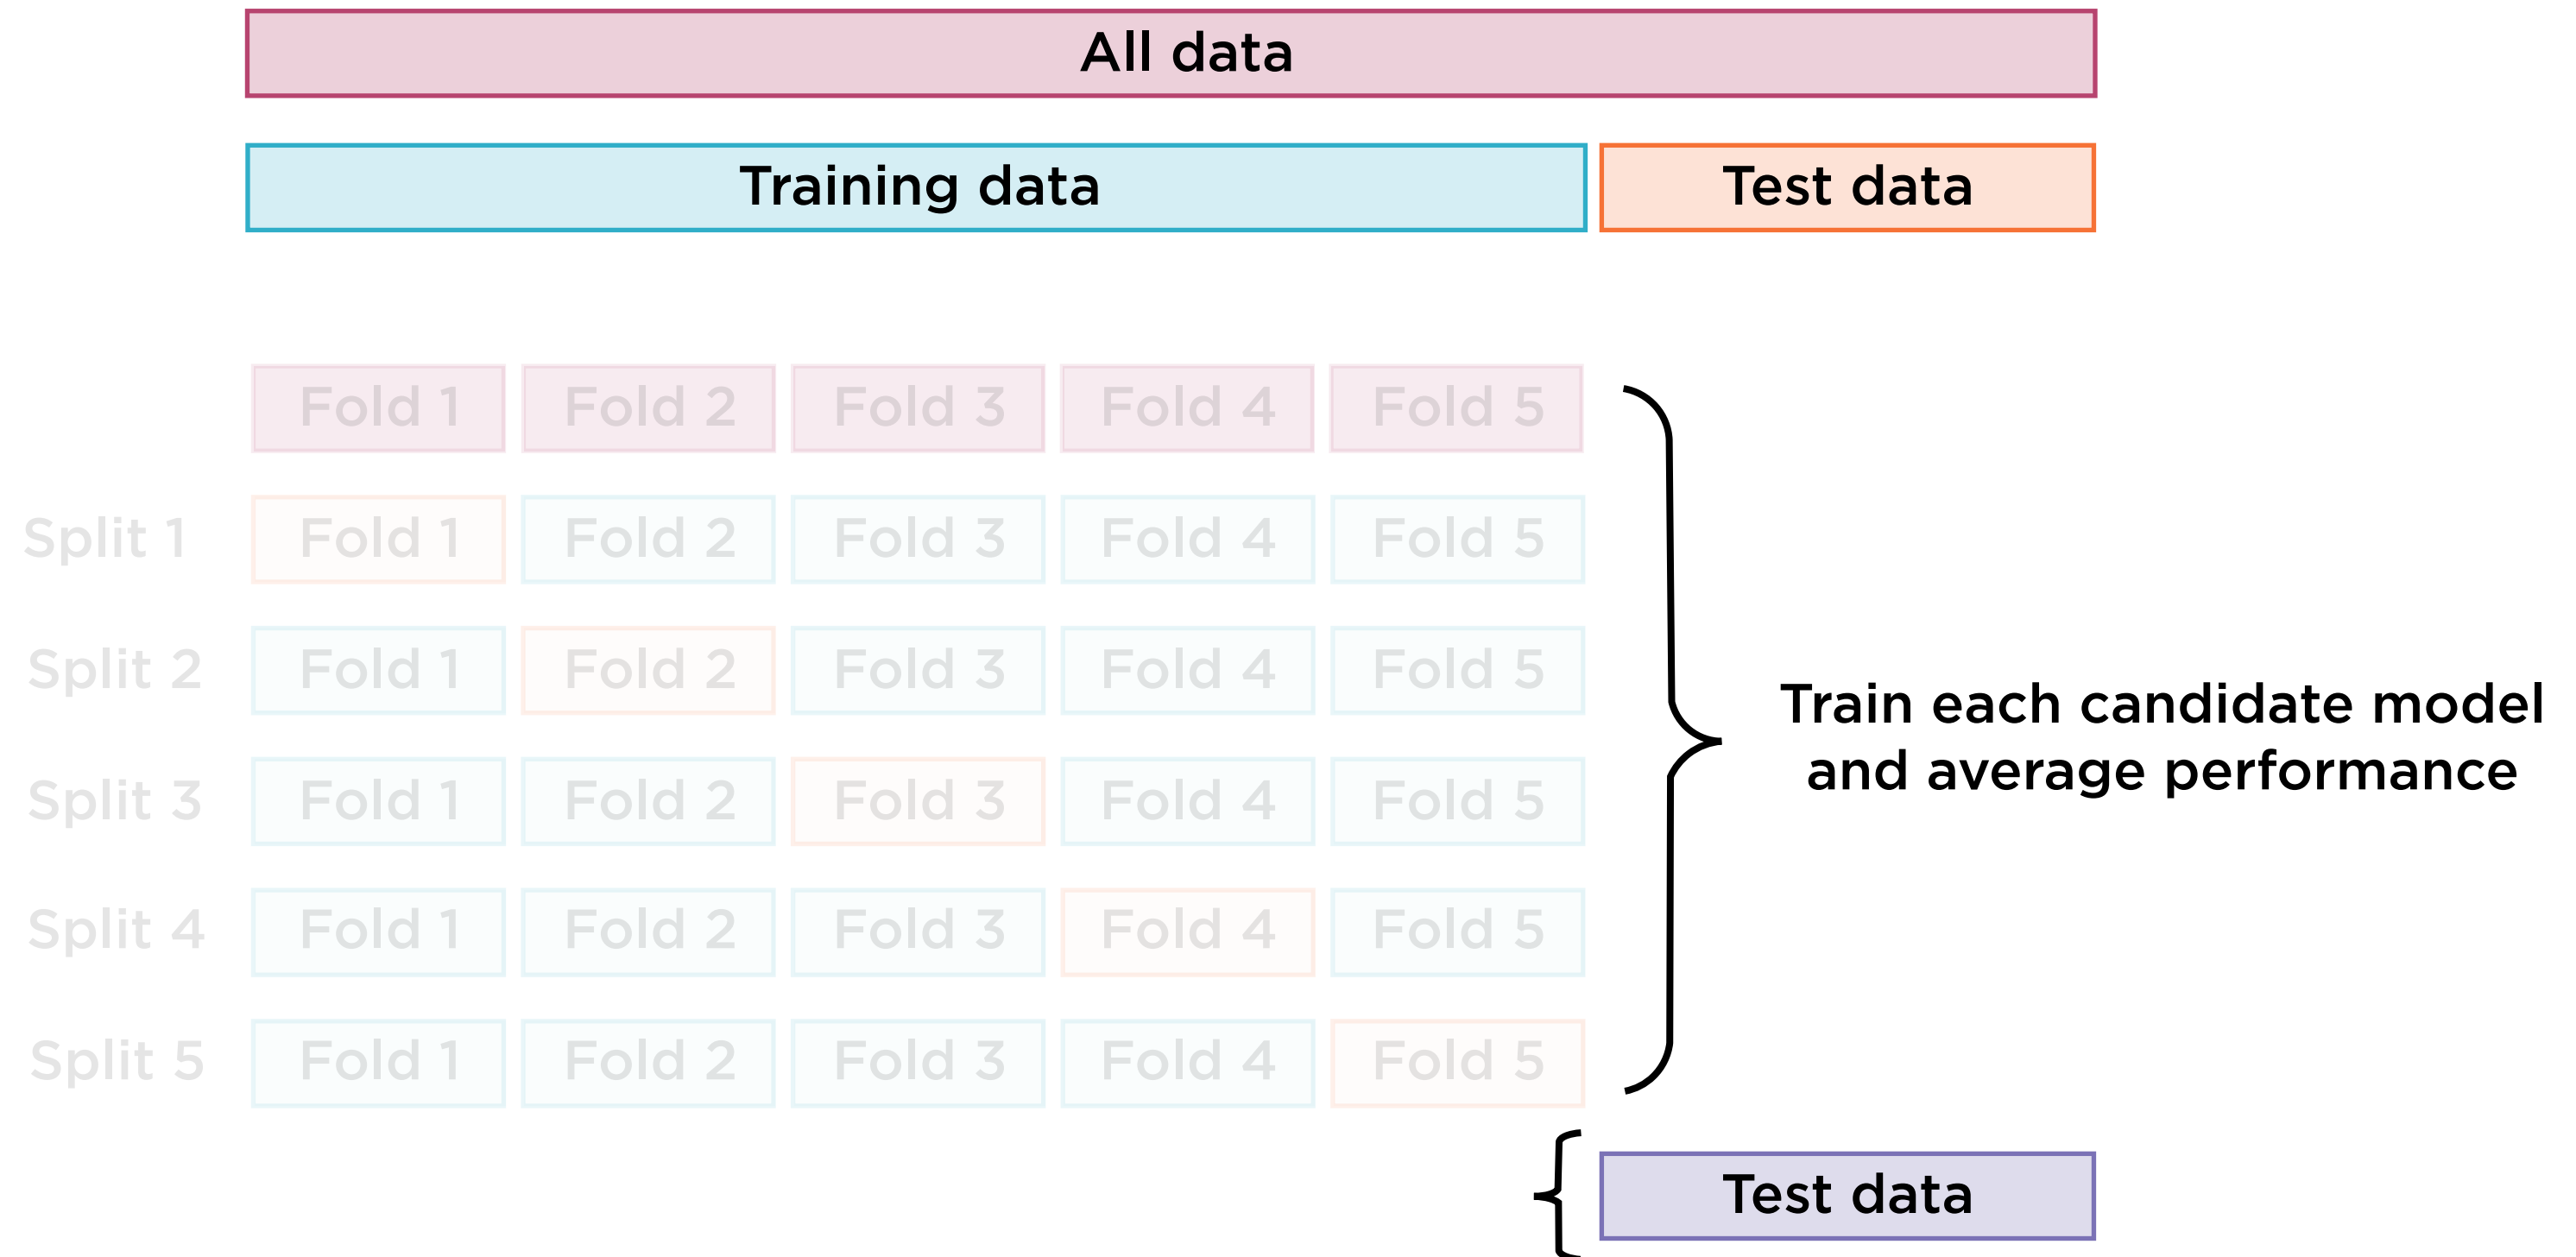 All data
Training data Test data
Fold 1 Fold 2 Fold 3 Fold 4 Fold 5
Split 1 Fold 1 Fold 2 Fold 3 Fold 4 Fold 5
Split 2 Fold 1 Fold 2 Fold 3 Fold 4 Fold 5
Split 3 Fold 1 Fold 2 Fold 3 Fold 4 Fold 5
Split 4 Fold 1 Fold 2 Fold 3 Fold 4 Fold 5
Split 5 Fold 1 Fold 2 Fold 3 Fold 4 Fold 5
Train each candidate model
and average performance
Test data